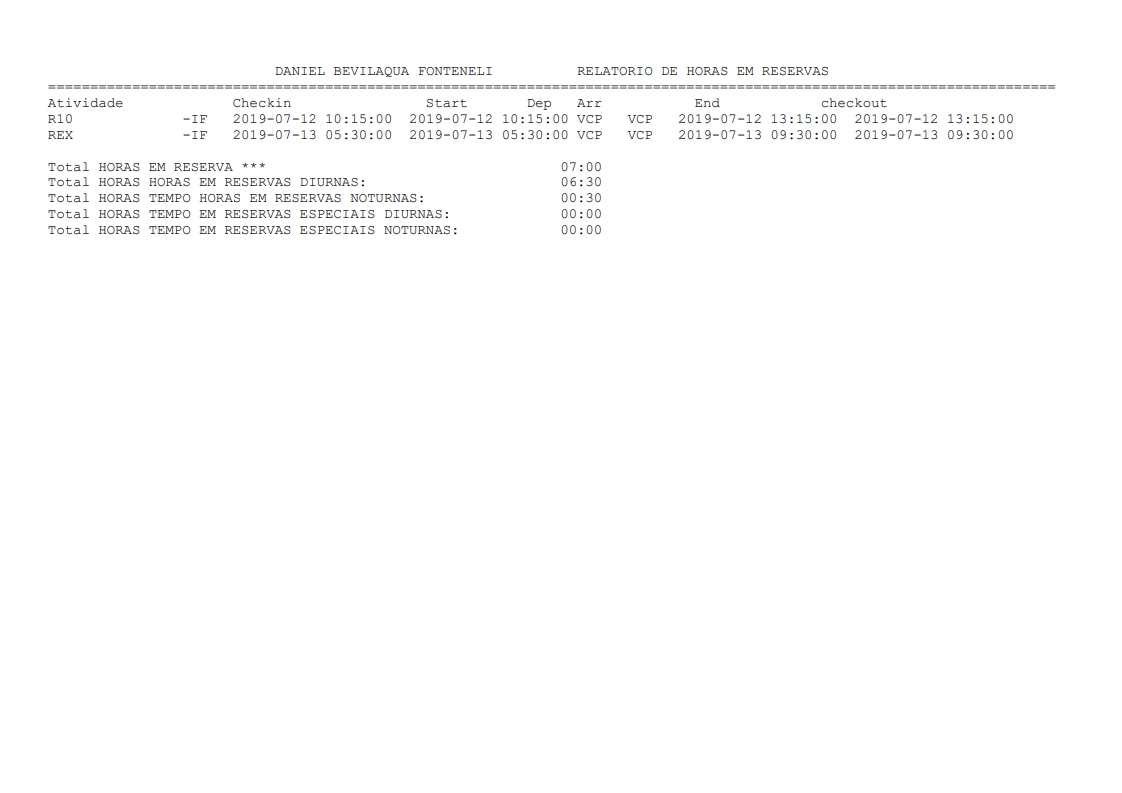 DANIEL BEVILAQUA FONTENELI          RELATORIO DE HORAS EM RESERVAS
========================================================================================================================
Atividade             Checkin                Start       Dep   Arr           End            checkout
R10             -IF   2019-07-12 10:15:00  2019-07-12 10:15:00 VCP   VCP   2019-07-12 13:15:00  2019-07-12 13:15:00
REX             -IF   2019-07-13 05:30:00  2019-07-13 05:30:00 VCP   VCP   2019-07-13 09:30:00  2019-07-13 09:30:00
Total HORAS EM RESERVA ***                                   07:00
Total HORAS HORAS EM RESERVAS DIURNAS:                       06:30
Total HORAS TEMPO HORAS EM RESERVAS NOTURNAS:                00:30
Total HORAS TEMPO EM RESERVAS ESPECIAIS DIURNAS:             00:00
Total HORAS TEMPO EM RESERVAS ESPECIAIS NOTURNAS:            00:00